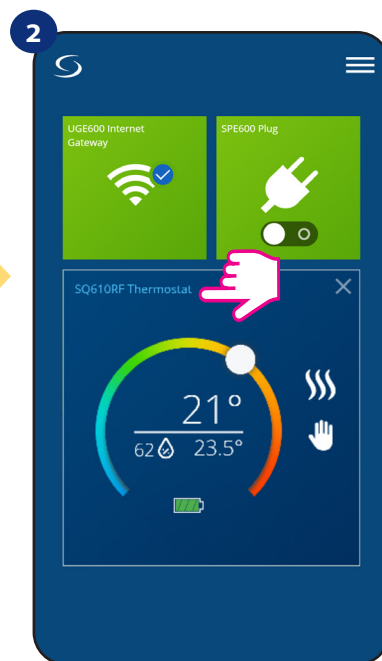 2
UGE600 Internet
Gateway
SPE600 Plug
SQ610RF Thermostat
21°
62 % 23.5°